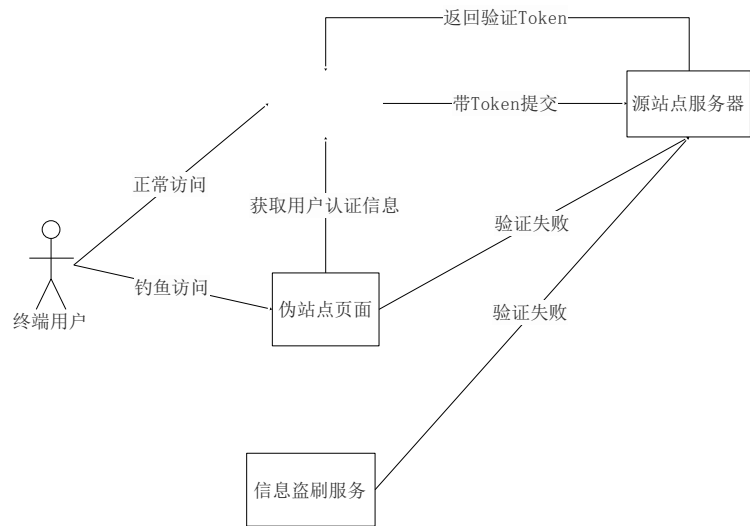 返回验证Token
带Token提交
源站点服务器
正常访问
获取用户认证信息
验证失败
钓鱼访问
伪站点页面
验证失败
终端用户
信息盗刷服务